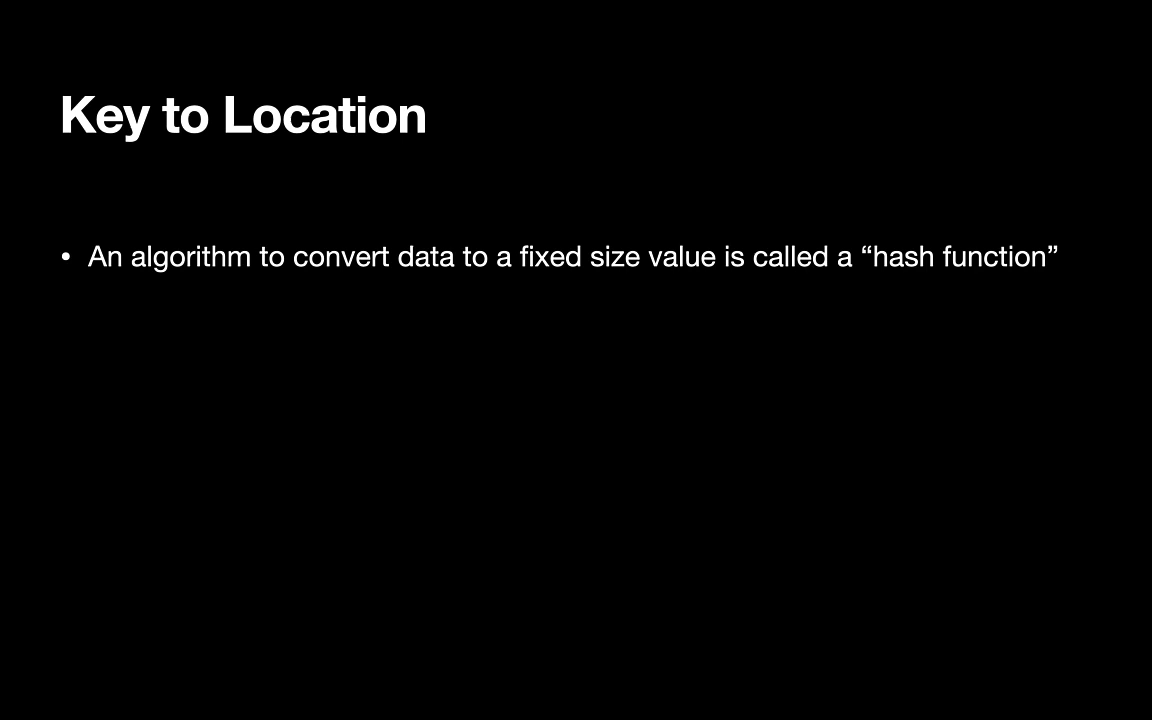 Key to Location
• An algorithm to convert data to a fixed size value is called a “hash function”